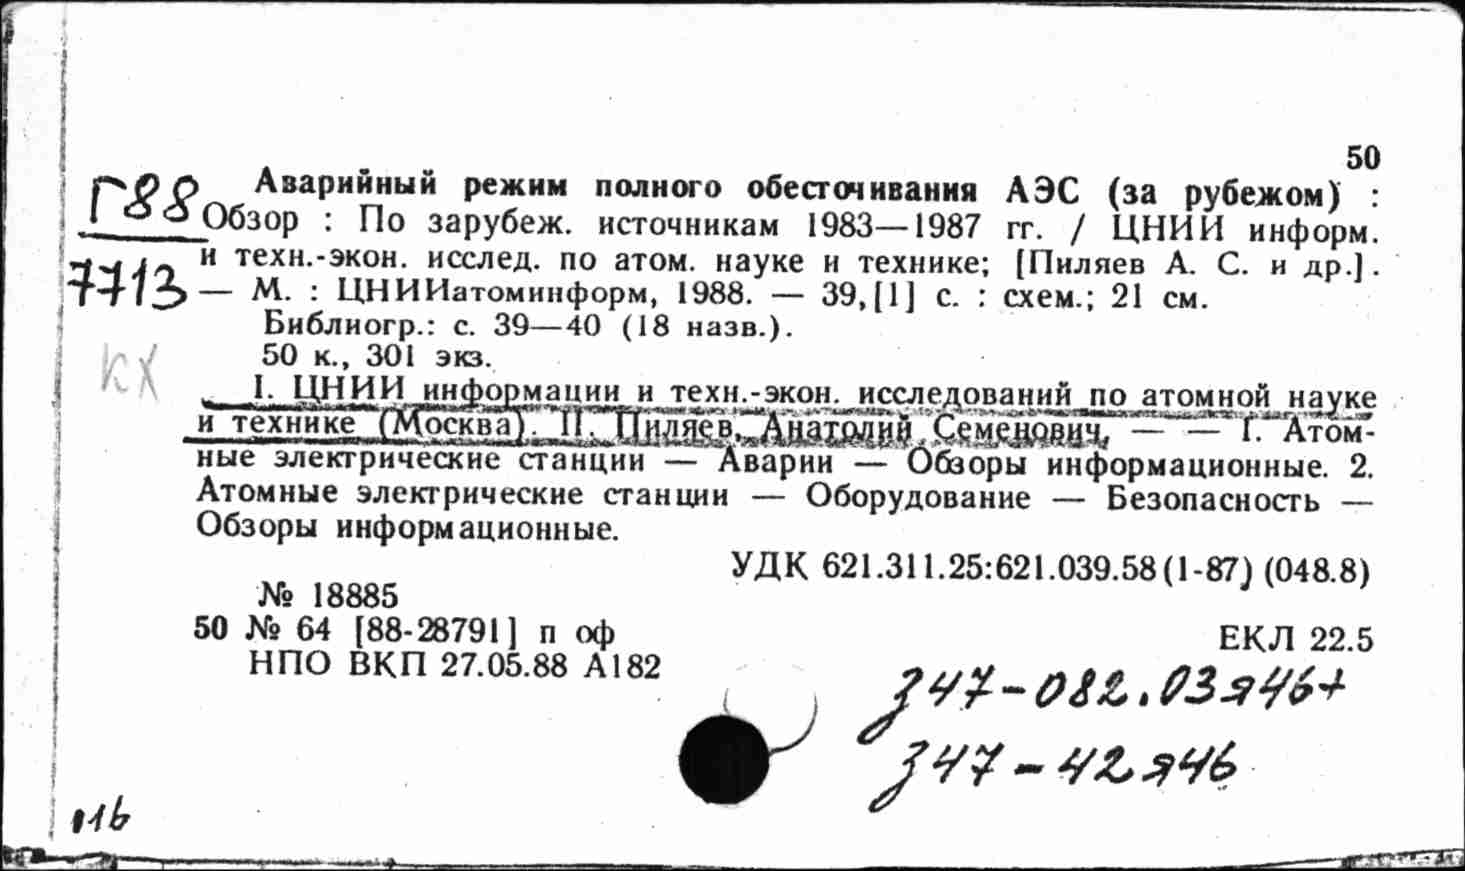 50
Г88 Аварийный режим полного обесточивания АЭС (за рубежом) :
Обзор : По зарубеж. источникам 1983—1987 гг. / ЦНИИ информ.
7713 и техн.-экон. исслед. по атом. науке и технике; [Пиляев А. С. и др.].
— М. : ЦНИИатоминформ, 1988. — 39,[1] с. : схем.; 21 см.
Библиогр.: с. 39—40 (18 назв.).
50 к., 301 экз.
КХ
I. ЦНИИ информации и техн.-экон. исследований по атомной науке
и технике (Москва). II. Пиляев, Анатолий Семенович, — — 1. Атом-
ные электрические станции — Аварии — Обзоры информационные. 2.
Атомные электрические станции — Оборудование — Безопасность —
Обзоры информационные.
УДК 621.311.25:621.039.58(1-87) (048.8)
№ 18885
50 № 64 [88-28791] п оф
ЕКЛ 22.5
НПО ВКП 27.05.88 А182
з47-082.03я46+
з47-42я46